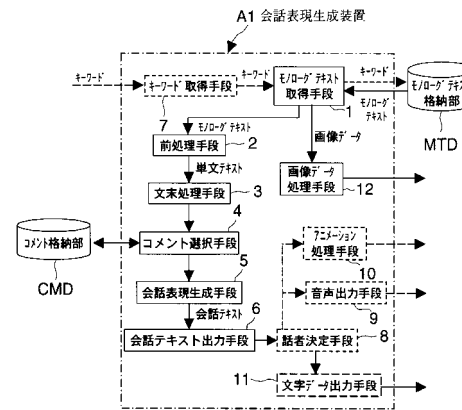 A1 会話表現生成装置
キーワード
キーワード取得手段
7
キーワード
モノローグテキスト
取得手段
1
キーワード
モノローグ
テキスト
モノローグテキスト
格納部
MTD
モノローグテキスト
前処理手段
2
画像データ
画像データ
処理手段
12
単文テキスト
文末処理手段
3
4
コメント格納部
CMD
コメント選択手段
5
会話表現生成手段
会話テキスト
6
会話テキスト出力手段
アニメーション
処理手段
10
音声出力手段
9
話者決定手段
8
11
文字データ出力手段